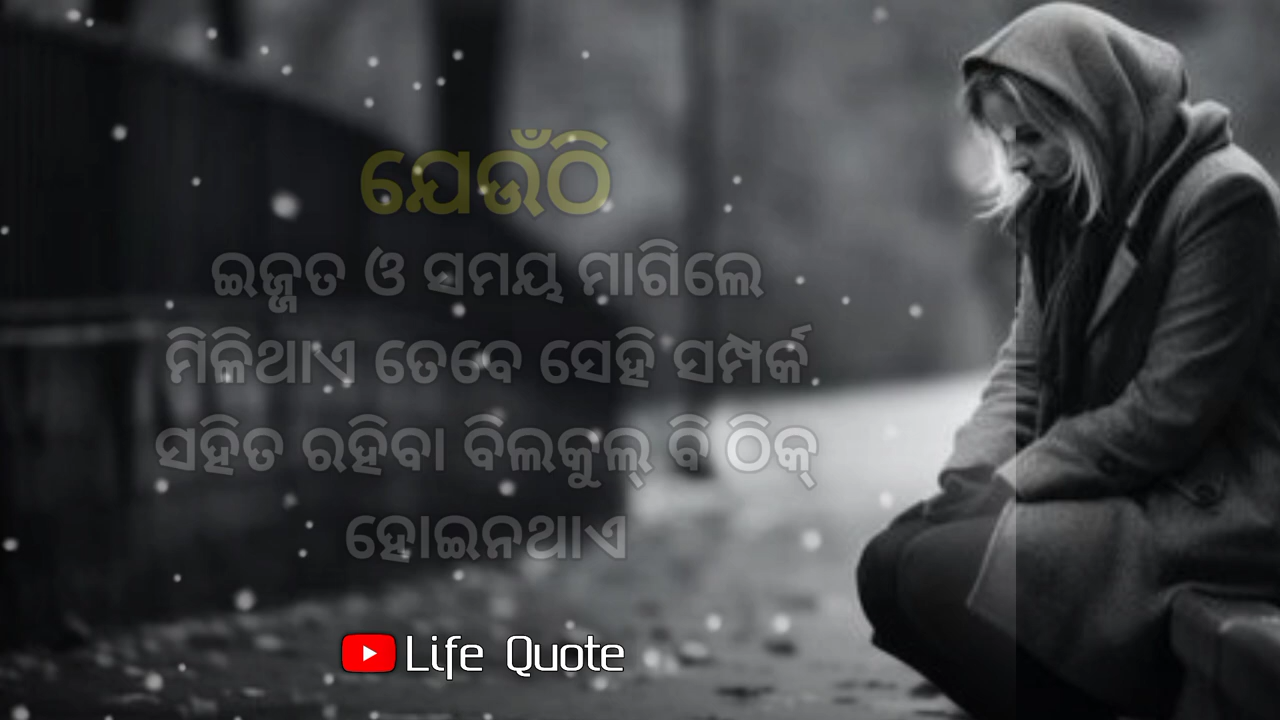 ଯେଉଁଠି
ଇଜ୍ଜତ ଓ ସମୟ ମାଗିଲେ
ମିଳିଥାଏ ତେବେ ସେହି ସମ୍ପର୍କ
ସହିତ ରହିବା ବିଲକୁଲ୍ ବି ଠିକ୍
ହୋଇନଥାଏ
Life Quote